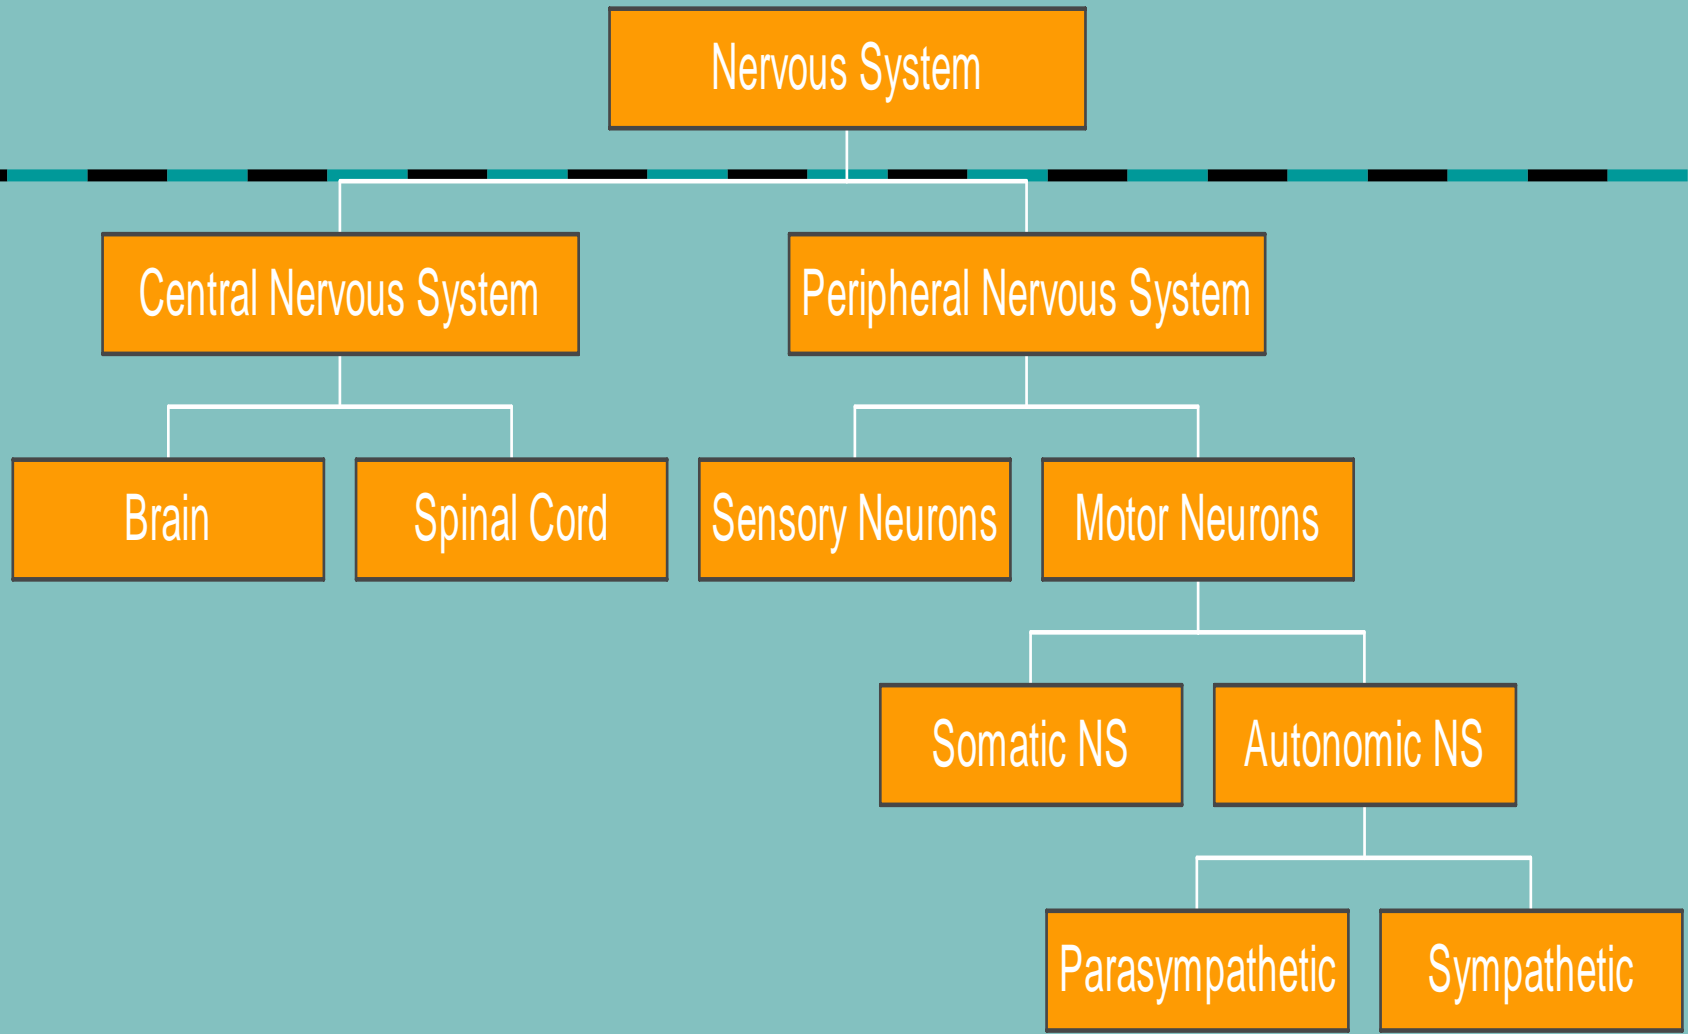 Nervous System
Central Nervous System
Peripheral Nervous System
Brain
Spinal Cord
Sensory Neurons
Motor Neurons
Somatic NS
Autonomic NS
Parasympathetic
Sympathetic